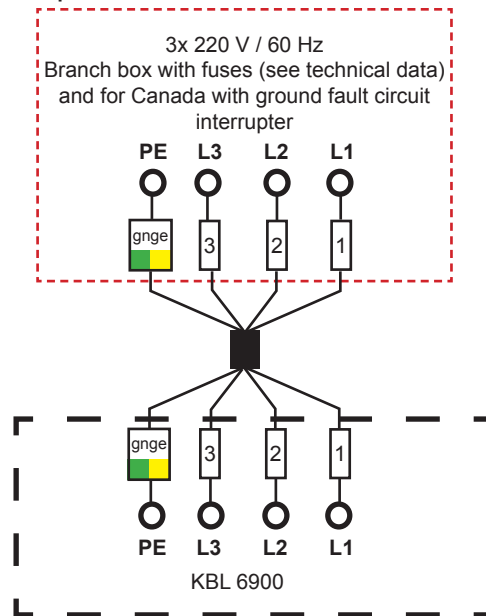 3x 220 V / 60 Hz
Branch box with fuses (see technical data)
and for Canada with ground fault circuit
interrupter
PE L3 L2 L1
gnge 3 2 1
gnge 3 2 1
PE L3 L2 L1
KBL 6900